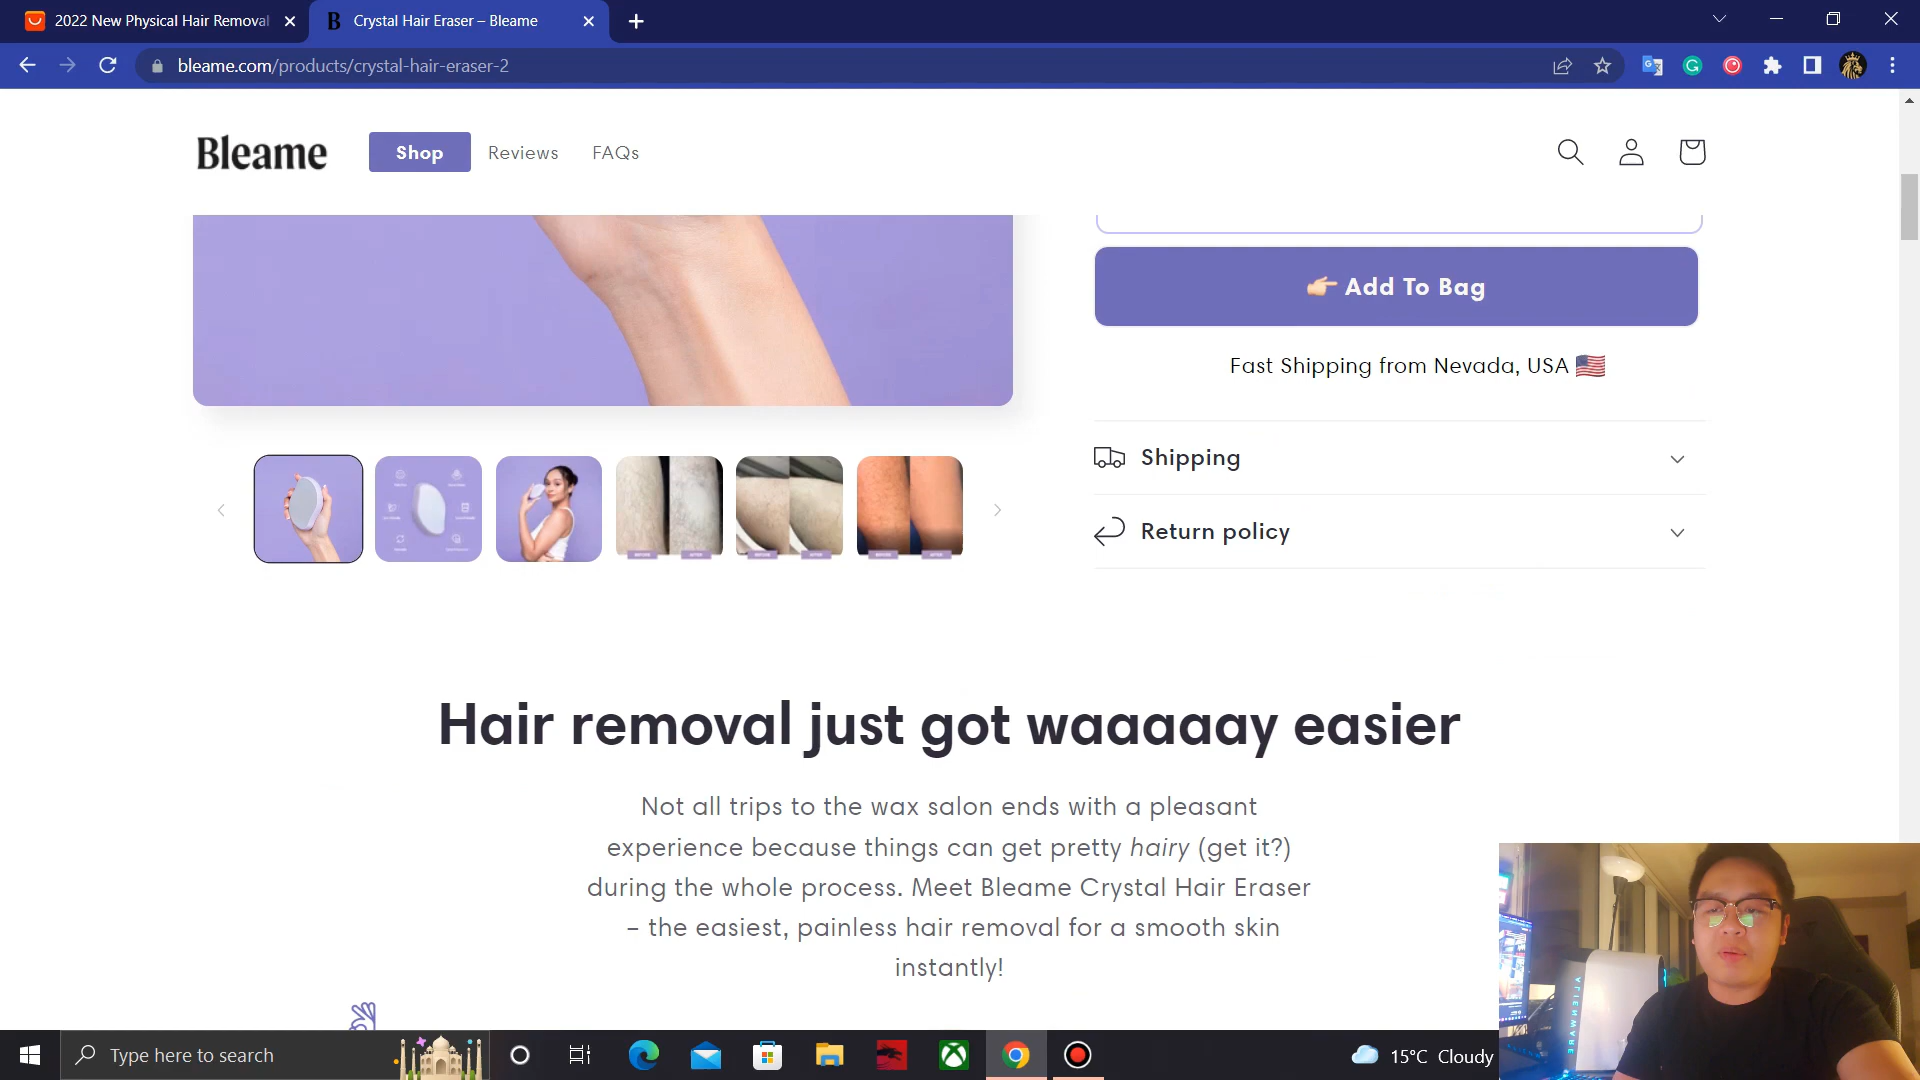 2022 New Physical Hair Removal
B Crystal Hair Eraser – Bleame
bleame.com/products/crystal-hair-eraser-2
Bleame
Shop
Reviews
FAQs
👉🏻 Add To Bag
Fast Shipping from Nevada, USA 🇺🇸
Shipping
Return policy
Hair removal just got waaaaay easier
Not all trips to the wax salon ends with a pleasant
experience because things can get pretty hairy (get it?)
during the whole process. Meet Bleame Crystal Hair Eraser
– the easiest, painless hair removal for a smooth skin
instantly!
ALIENWARE
Type here to search
15°C Cloudy